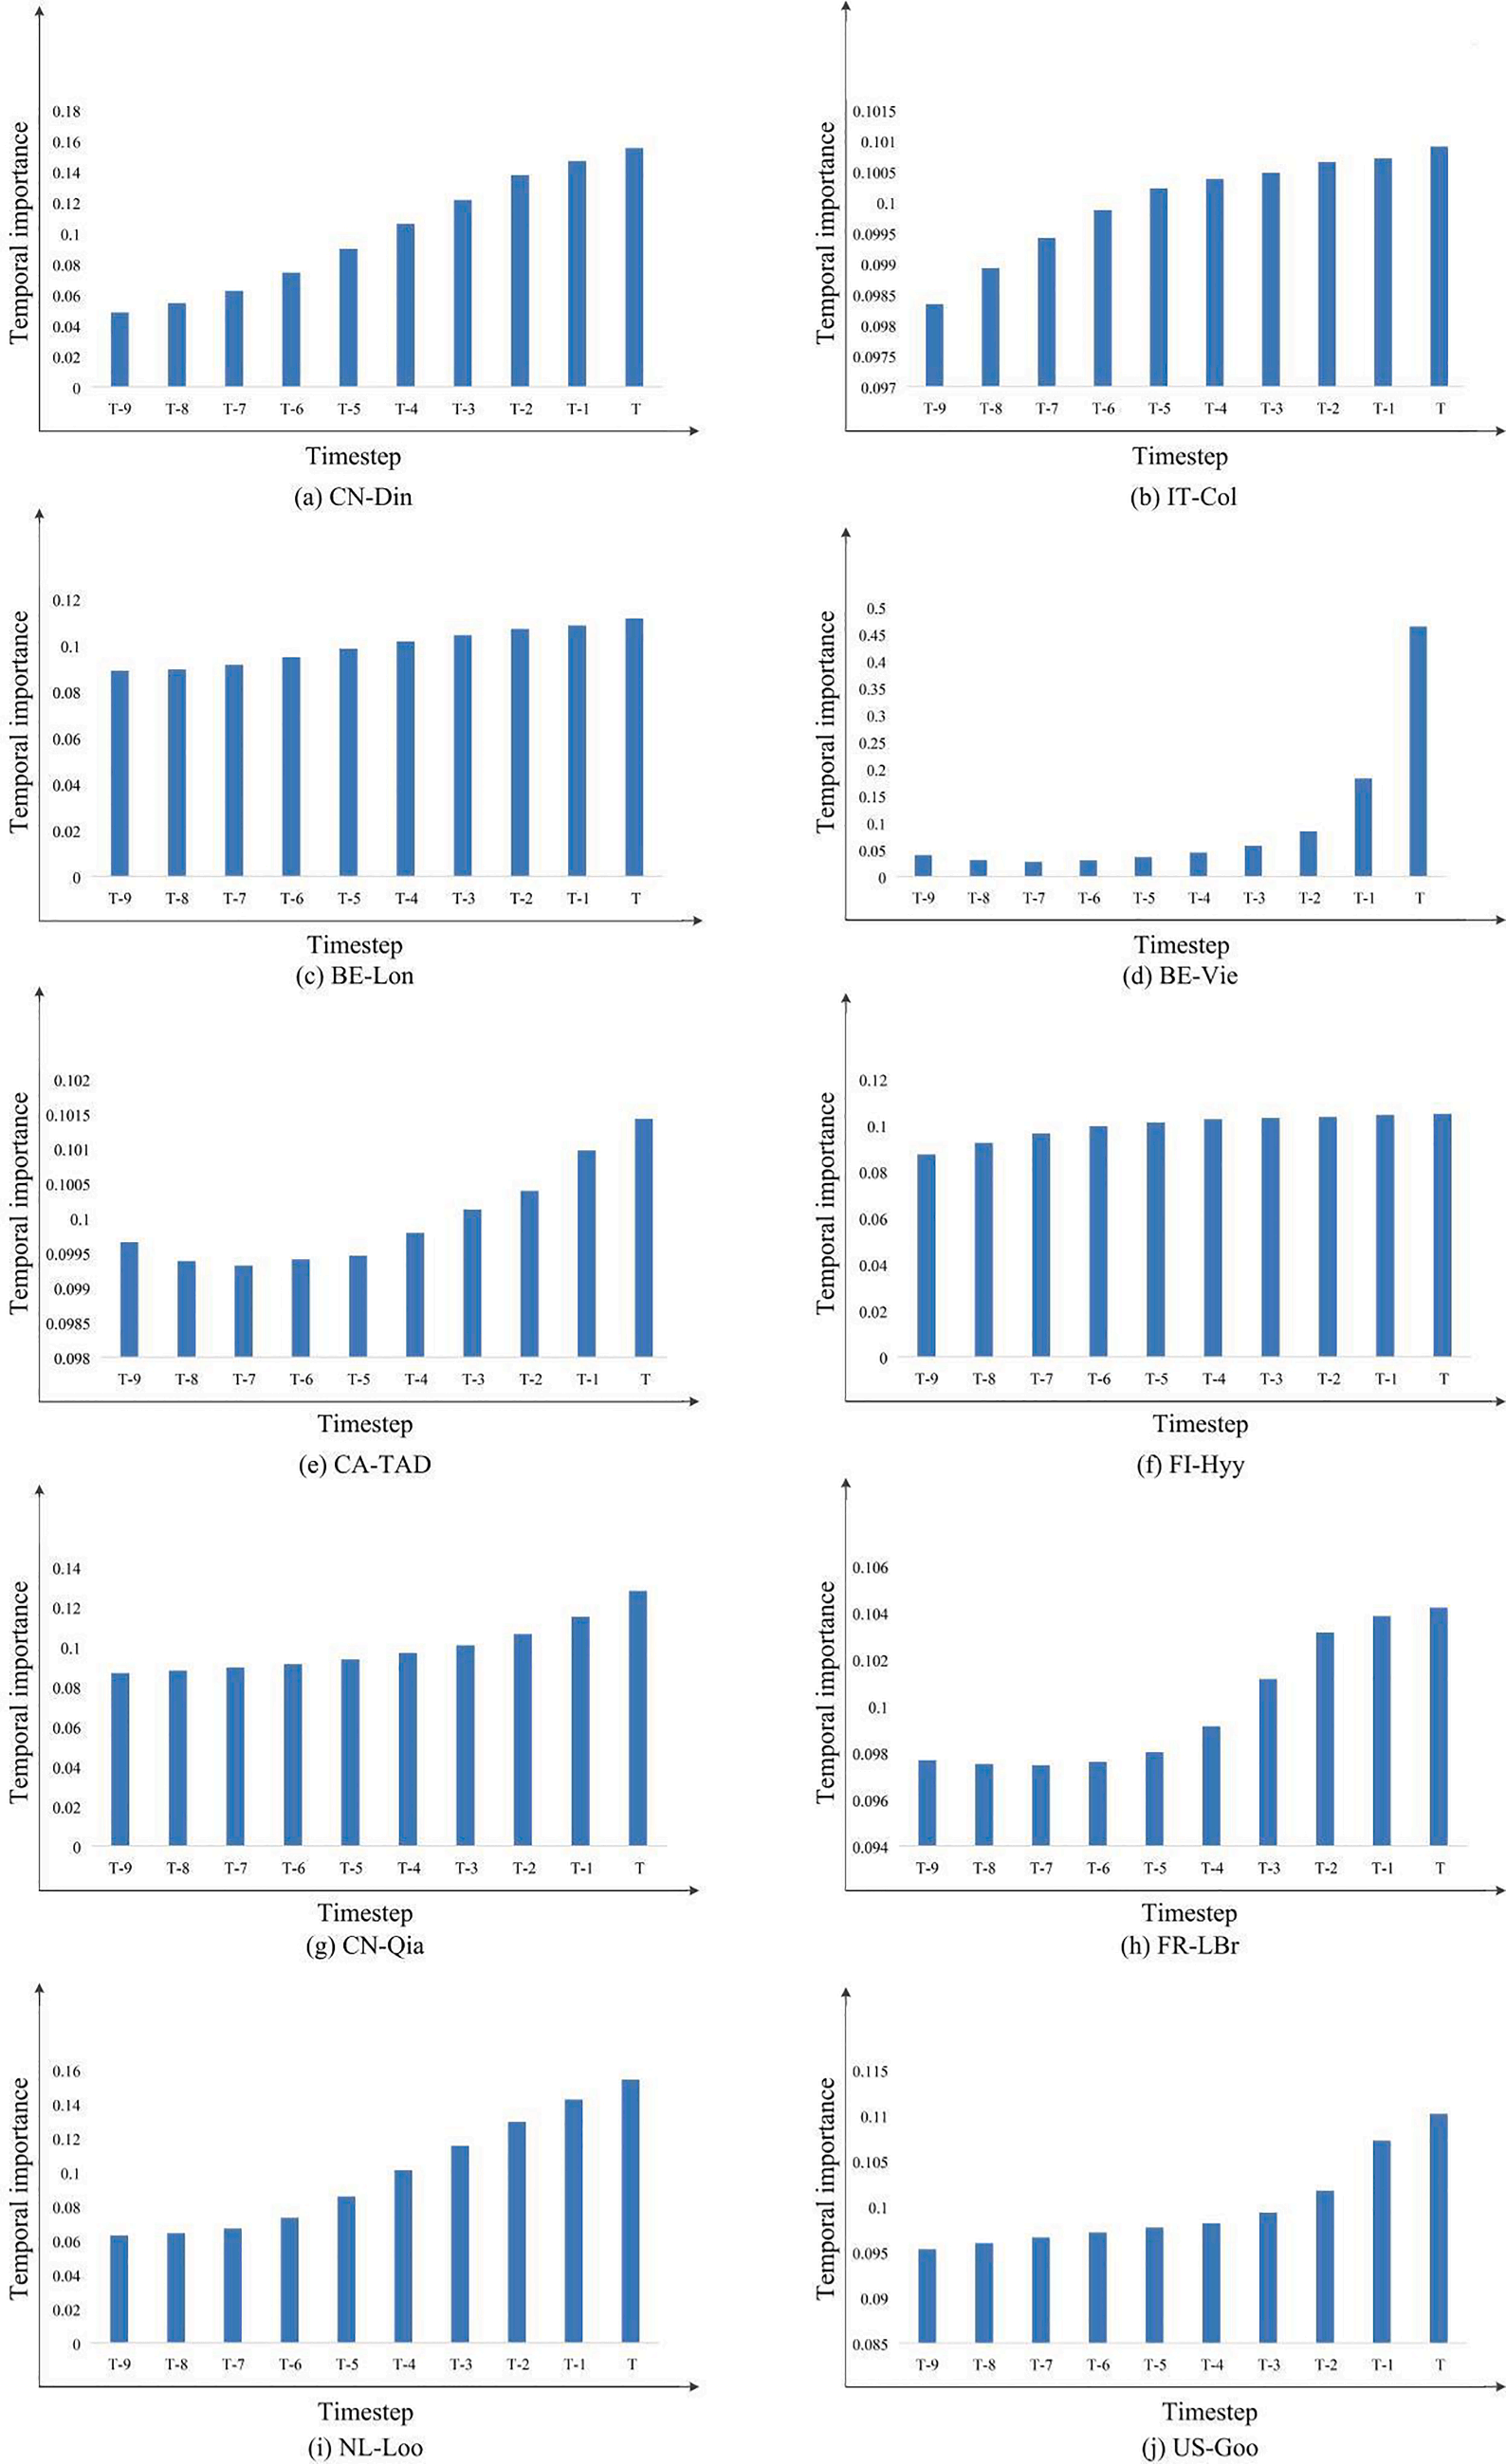 Temporal importance
0.18
0.16
0.14
0.12
0.1
0.08
0.06
0.04
0.02
0
T-9 T-8 T-7 T-6 T-5 T-4 T-3 T-2 T-1 T
Timestep
(a) CN-Din
Temporal importance
0.1015
0.101
0.1005
0.1
0.0995
0.099
0.0985
0.098
0.0975
0.097
T-9 T-8 T-7 T-6 T-5 T-4 T-3 T-2 T-1 T
Timestep
(b) IT-Col
Temporal importance
0.12
0.1
0.08
0.06
0.04
0.02
0
T-9 T-8 T-7 T-6 T-5 T-4 T-3 T-2 T-1 T
Timestep
(c) BE-Lon
Temporal importance
0.5
0.45
0.4
0.35
0.3
0.25
0.2
0.15
0.1
0.05
0
T-9 T-8 T-7 T-6 T-5 T-4 T-3 T-2 T-1 T
Timestep
(d) BE-Vie
Temporal importance
0.102
0.1015
0.101
0.1005
0.1
0.0995
0.099
0.0985
0.098
T-9 T-8 T-7 T-6 T-5 T-4 T-3 T-2 T-1 T
Timestep
(e) CA-TAD
Temporal importance
0.12
0.1
0.08
0.06
0.04
0.02
0
T-9 T-8 T-7 T-6 T-5 T-4 T-3 T-2 T-1 T
Timestep
(f) FI-Hyy
Temporal importance
0.14
0.12
0.1
0.08
0.06
0.04
0.02
0
T-9 T-8 T-7 T-6 T-5 T-4 T-3 T-2 T-1 T
Timestep
(g) CN-Qia
Temporal importance
0.106
0.104
0.102
0.1
0.098
0.096
0.094
T-9 T-8 T-7 T-6 T-5 T-4 T-3 T-2 T-1 T
Timestep
(h) FR-LBr
Temporal importance
0.16
0.14
0.12
0.1
0.08
0.06
0.04
0.02
0
T-9 T-8 T-7 T-6 T-5 T-4 T-3 T-2 T-1 T
Timestep
(i) NL-Loo
Temporal importance
0.115
0.11
0.105
0.1
0.095
0.09
0.085
T-9 T-8 T-7 T-6 T-5 T-4 T-3 T-2 T-1 T
Timestep
(j) US-Goo